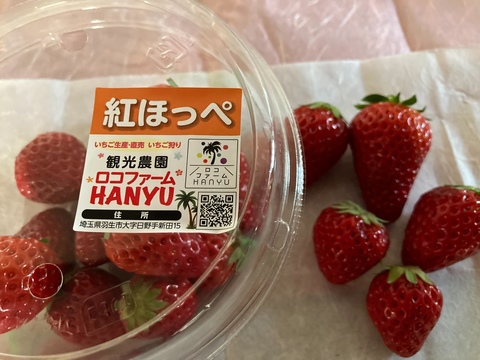 紅ほっぺ
いちご生産・直売 いちご狩り
観光農園
ロコファーム
HANYU
住所
埼玉県羽生市大字日野手新田15
ロコ
ファーム
HANYU